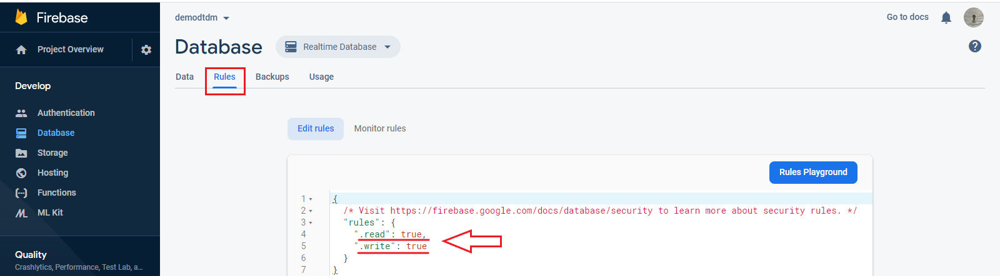 Firebase
demodtdm
Go to docs
Project Overview
Database
Realtime Database
Data
Rules
Backups
Usage
Develop
Authentication
Database
Storage
Hosting
Functions
ML Kit
Quality
Crashlytics, Performance, Test Lab, a...
Edit rules
Monitor rules
Rules Playground
1 {
2 /* Visit https://firebase.google.com/docs/database/security to learn more about security rules. */
3 "rules": {
4 ".read": true,
5 ".write": true
6 }
7 }